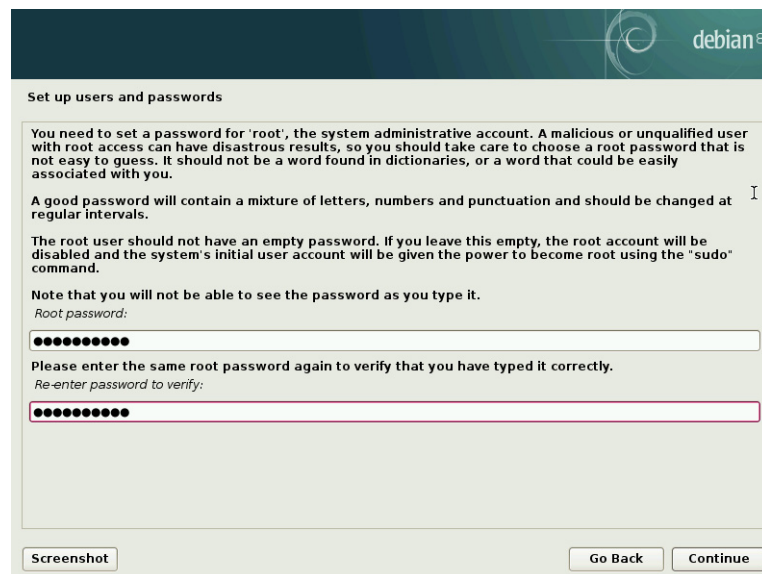 debian 8
Set up users and passwords
You need to set a password for 'root', the system administrative account. A malicious or unqualified user
with root access can have disastrous results, so you should take care to choose a root password that is
not easy to guess. It should not be a word found in dictionaries, or a word that could be easily
associated with you.
A good password will contain a mixture of letters, numbers and punctuation and should be changed at
regular intervals.
The root user should not have an empty password. If you leave this empty, the root account will be
disabled and the system's initial user account will be given the power to become root using the "sudo"
command.
Note that you will not be able to see the password as you type it.
Root password:
●●●●●●●●●●
Please enter the same root password again to verify that you have typed it correctly.
Re-enter password to verify:
●●●●●●●●●●
Screenshot
Go Back
Continue